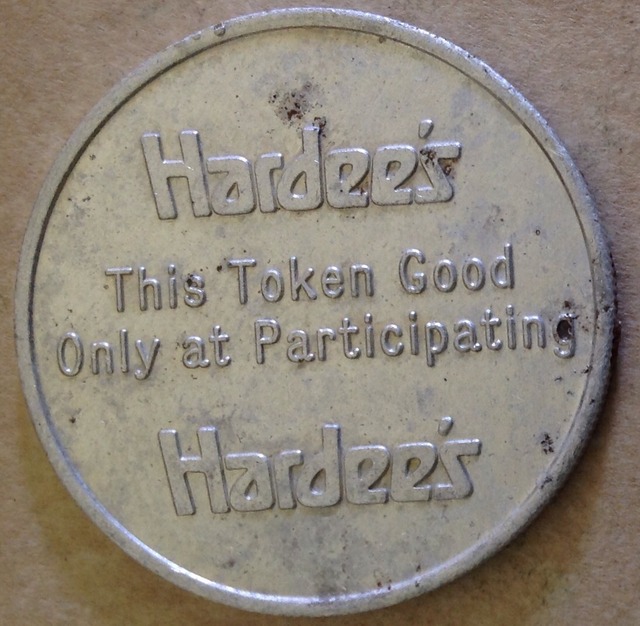 Hardee's
This Token Good
Only at Participating
Hardee's